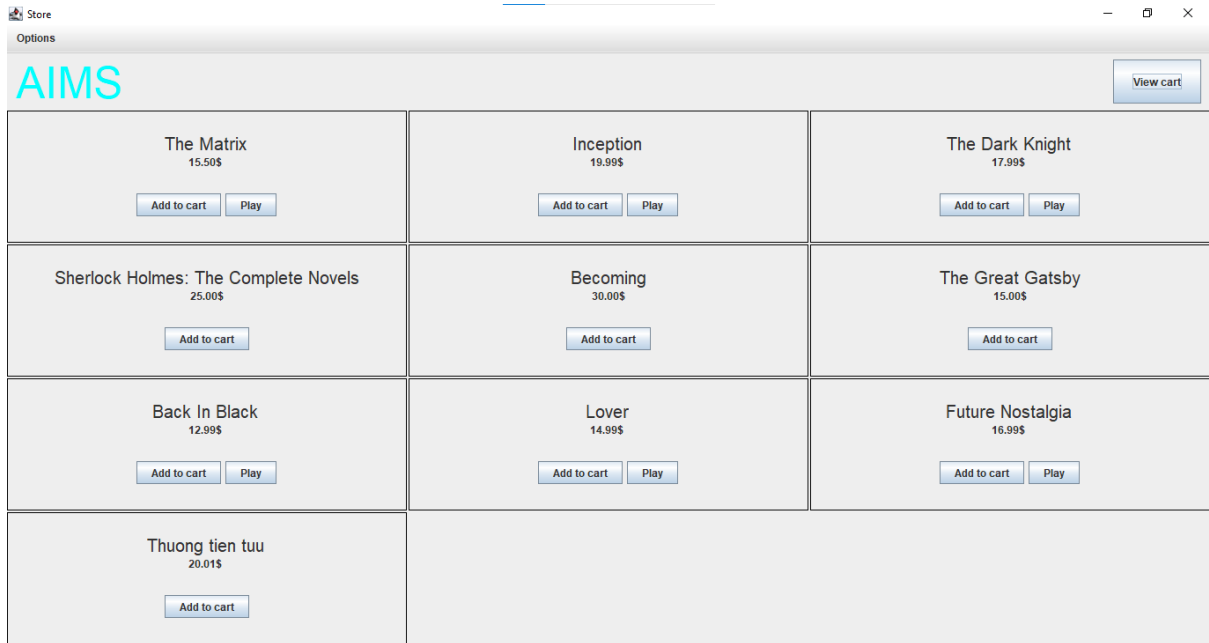 Store
Options
AIMS
View cart
The Matrix
15.50$
Add to cart Play
Inception
19.99$
Add to cart Play
The Dark Knight
17.99$
Add to cart Play
Sherlock Holmes: The Complete Novels
25.00$
Add to cart
Becoming
30.00$
Add to cart
The Great Gatsby
15.00$
Add to cart
Back In Black
12.99$
Add to cart Play
Lover
14.99$
Add to cart Play
Future Nostalgia
16.99$
Add to cart Play
Thuong tien tuu
20.01$
Add to cart